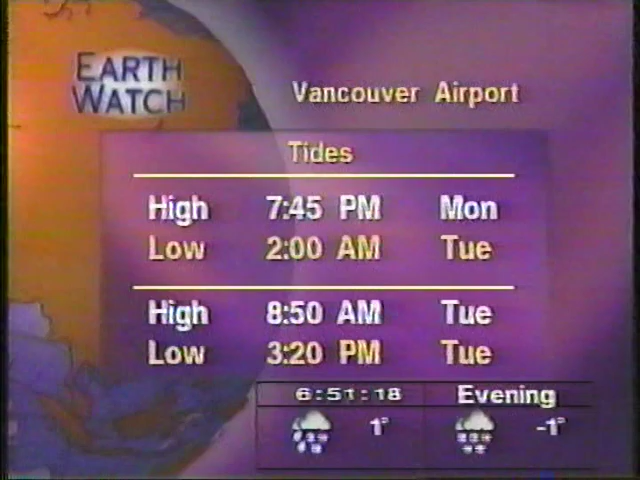 EARTH
WATCH
Vancouver Airport
Tides
High 7:45 PM Mon
Low 2:00 AM Tue
High 8:50 AM Tue
Low 3:20 PM Tue
6:51:18 Evening
1° -1°